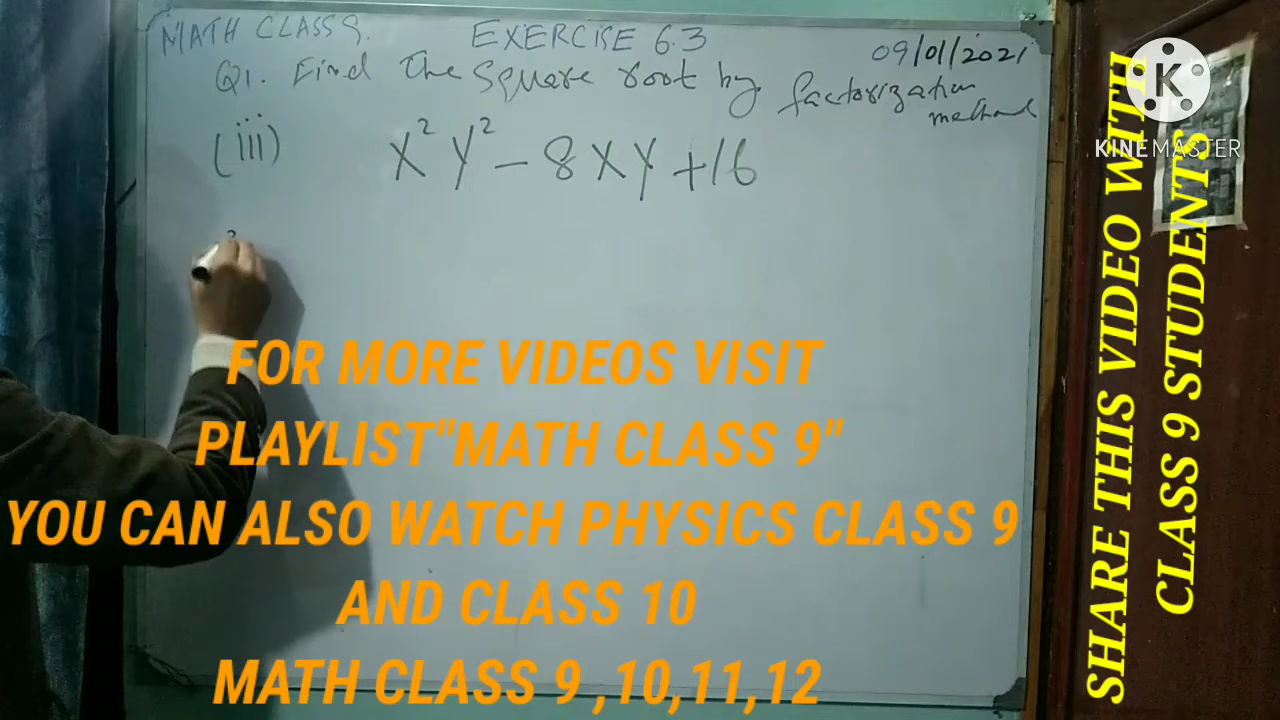 MATH CLASS 9.
EXERCISE 6.3
09/01/2021
Q1. Find the square root by factorization method
(iii) x² y² - 8xy + 16
K
KINEMASTER
FOR MORE VIDEOS VISIT
PLAYLIST"MATH CLASS 9"
YOU CAN ALSO WATCH PHYSICS CLASS 9
AND CLASS 10
MATH CLASS 9 ,10,11,12
SHARE THIS VIDEO WITH
CLASS 9 STUDENTS